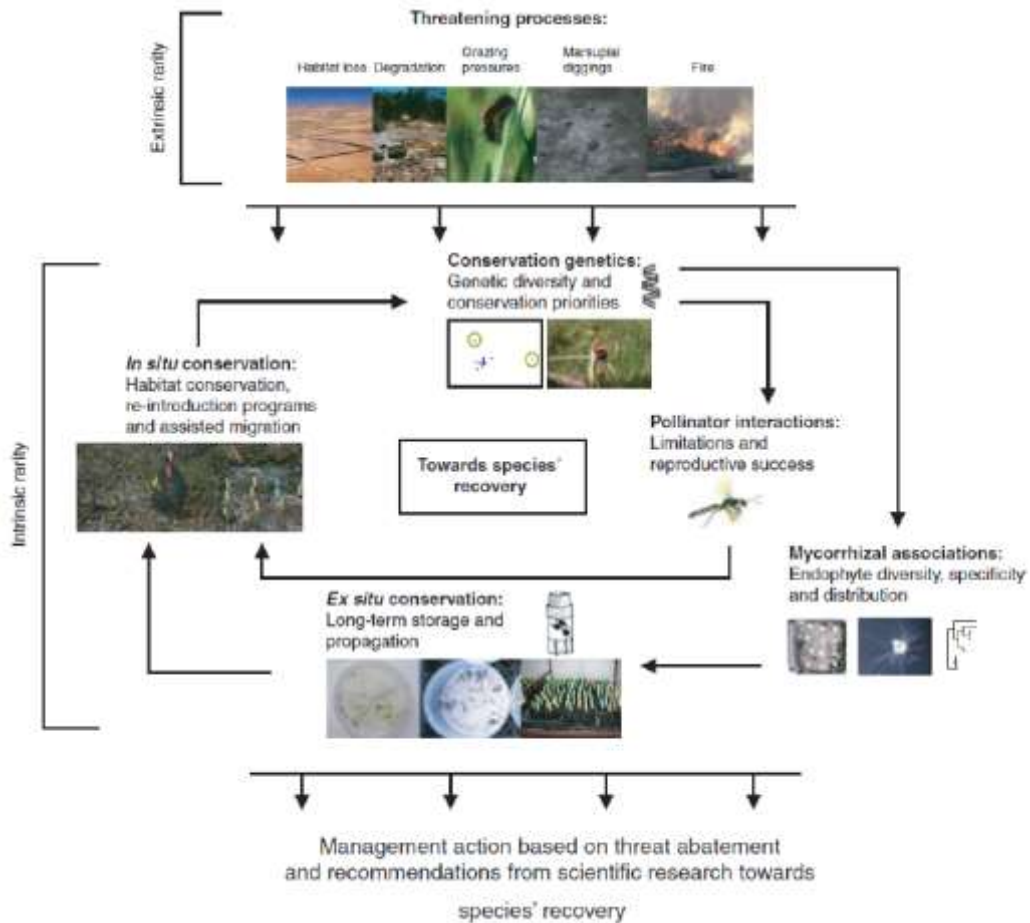 Threatening processes:
Extrinsic rarity
Habitat loss
Degradation
Grazing
pressures
Marsupial
diggings
Fire
Intrinsic rarity
Conservation genetics:
Genetic diversity and
conservation priorities
In situ conservation:
Habitat conservation,
re-introduction programs
and assisted migration
Towards species'
recovery
Pollinator interactions:
Limitations and
reproductive success
Mycorrhizal associations:
Endophyte diversity, specificity
and distribution
Ex situ conservation:
Long-term storage and
propagation
Management action based on threat abatement
and recommendations from scientific research towards
species' recovery